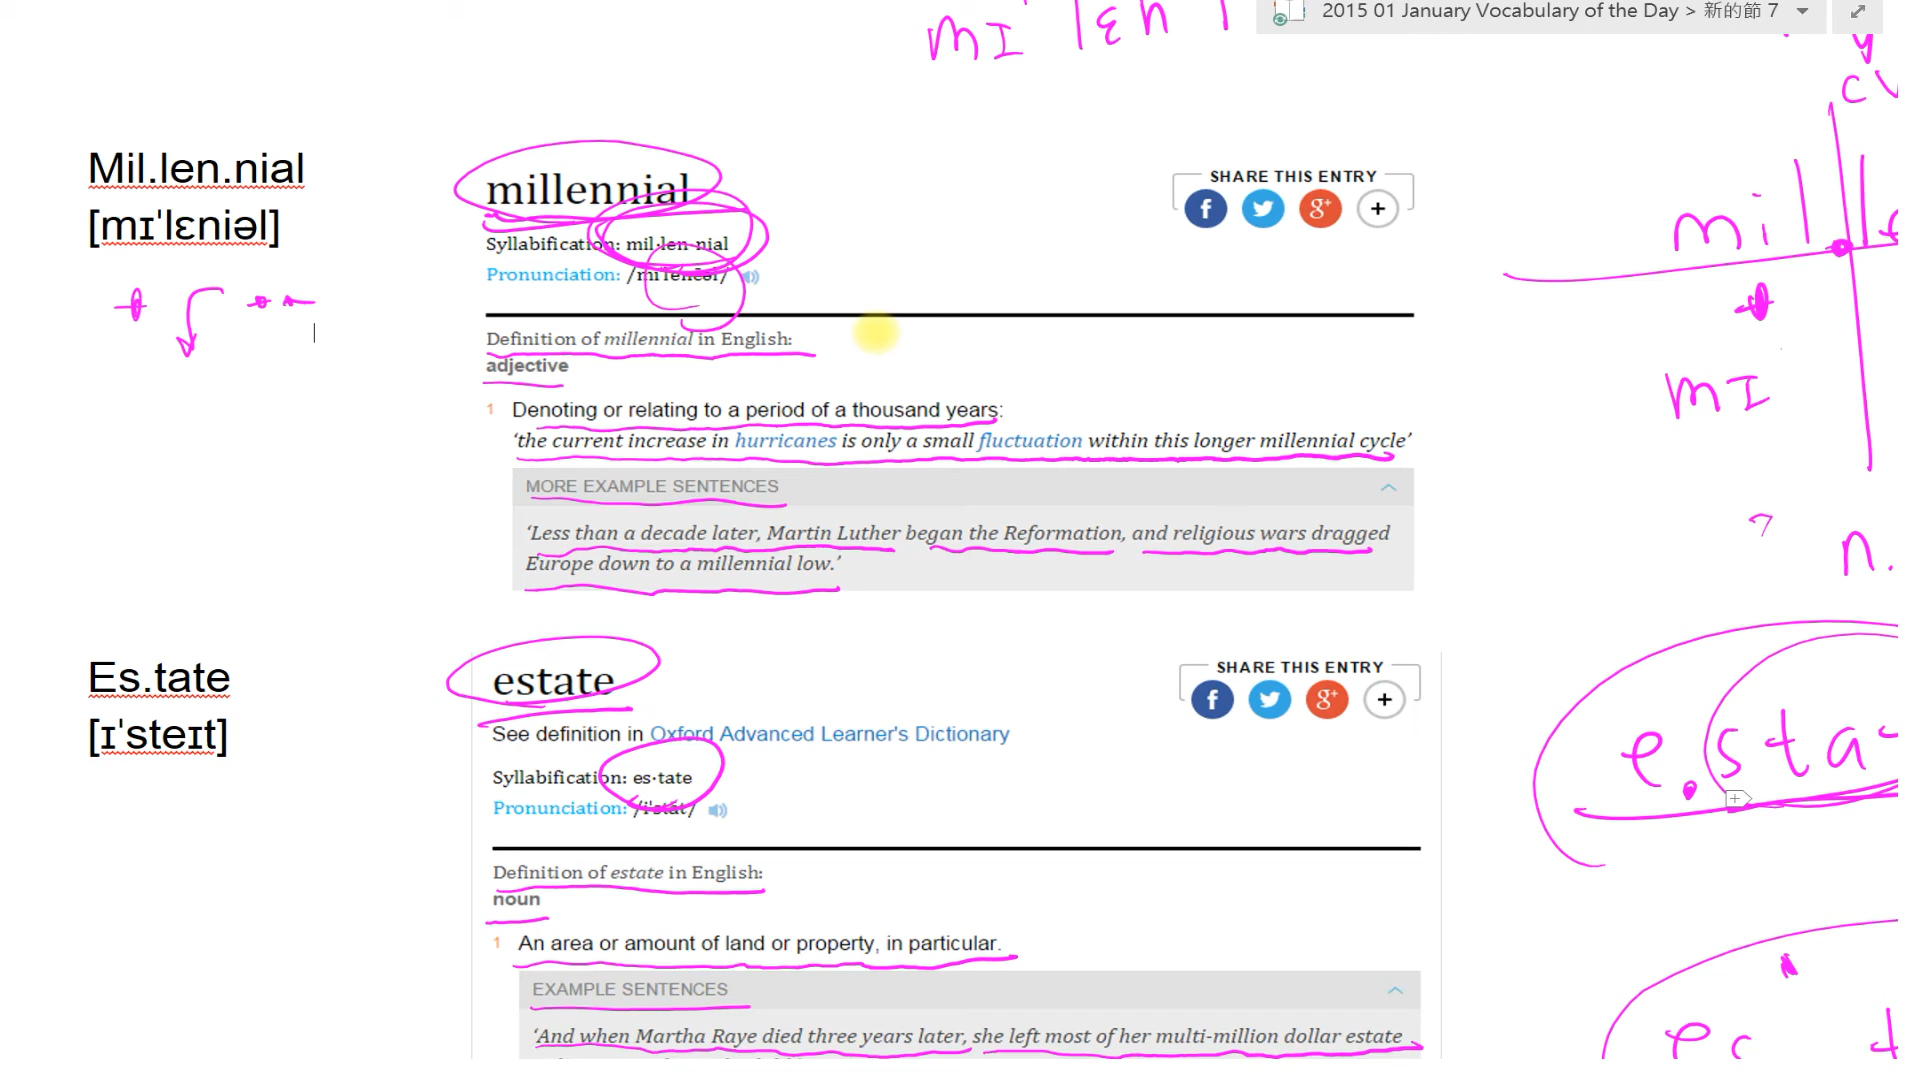 2015 01 January Vocabulary of the Day > 新的節 7
mɪˈlɛn
Mil.len.nial
[mɪˈlɛniəl]
millennial
Syllabification: mil·len·nial
Pronunciation:
SHARE THIS ENTRY
Definition of millennial in English:
adjective
1 Denoting or relating to a period of a thousand years:
‘the current increase in hurricanes is only a small fluctuation within this longer millennial cycle’
MORE EXAMPLE SENTENCES
‘Less than a decade later, Martin Luther began the Reformation, and religious wars dragged
Europe down to a millennial low.’
mill
mɪ
n.
Es.tate
[ɪˈsteɪt]
estate
See definition in Oxford Advanced Learner's Dictionary
Syllabification: es·tate
Pronunciation: /iˈstāt/
SHARE THIS ENTRY
Definition of estate in English:
noun
1 An area or amount of land or property, in particular.
EXAMPLE SENTENCES
‘And when Martha Raye died three years later, she left most of her multi-million dollar estate
e.sta
es t